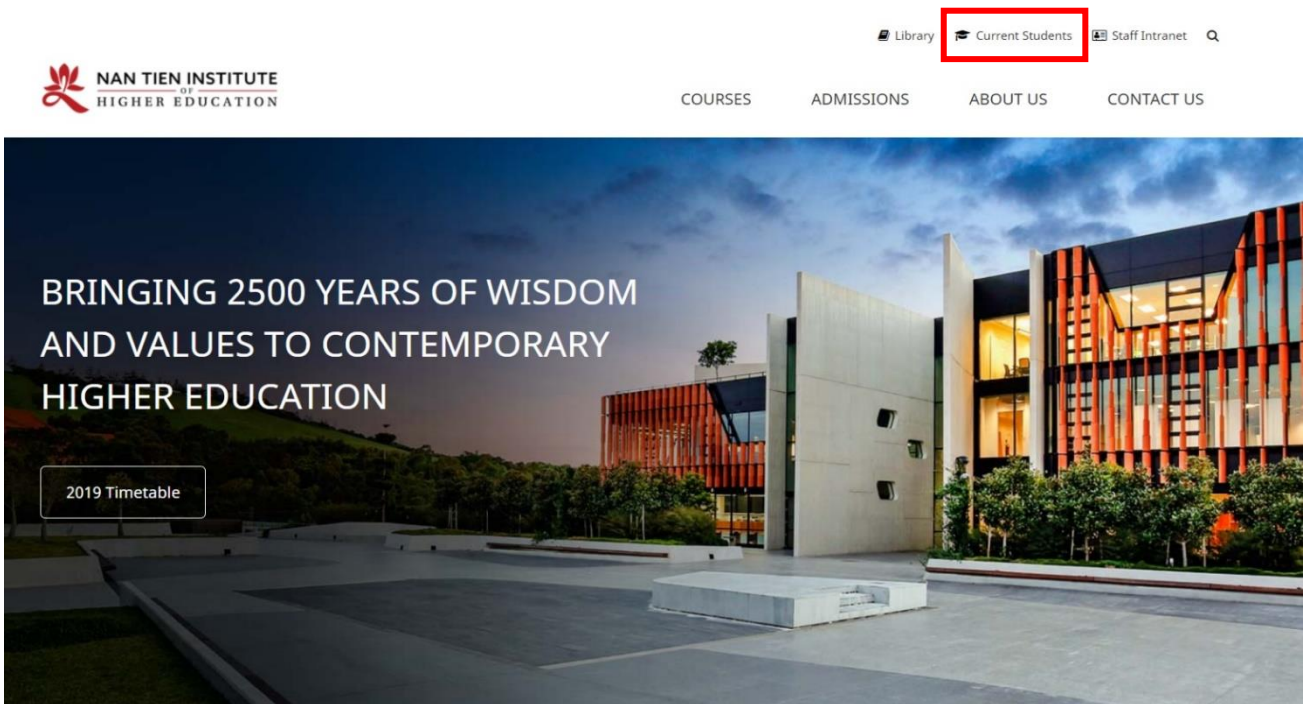 Library Current Students Staff Intranet
NAN TIEN INSTITUTE
OF
HIGHER EDUCATION
COURSES ADMISSIONS ABOUT US CONTACT US
BRINGING 2500 YEARS OF WISDOM
AND VALUES TO CONTEMPORARY
HIGHER EDUCATION
2019 Timetable